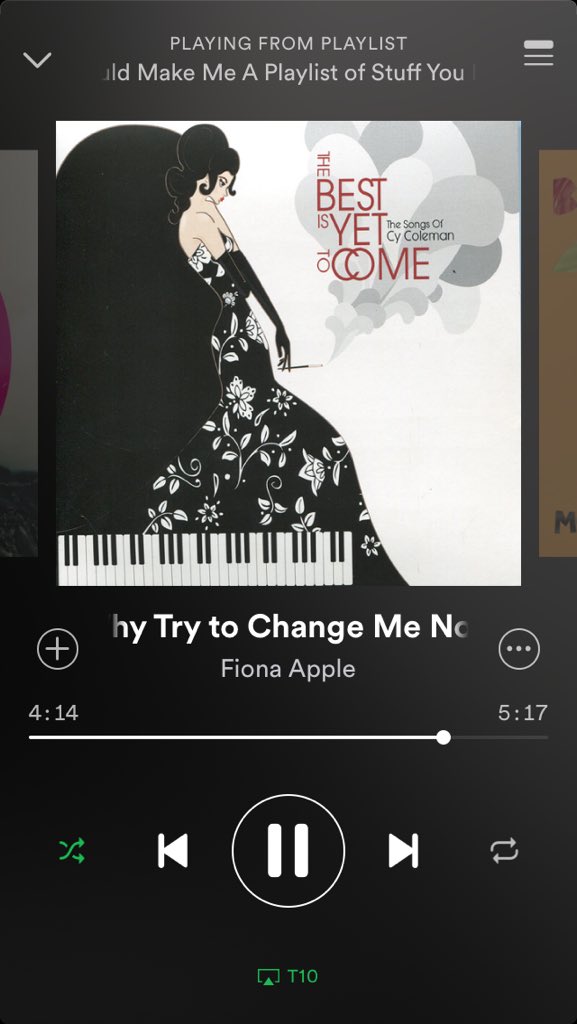 PLAYING FROM PLAYLIST
Make Me A Playlist of Stuff You
THE
BEST
IS YET
TO COME
The Songs Of
Cy Coleman
hy Try to Change Me No
Fiona Apple
4:14
5:17
T10